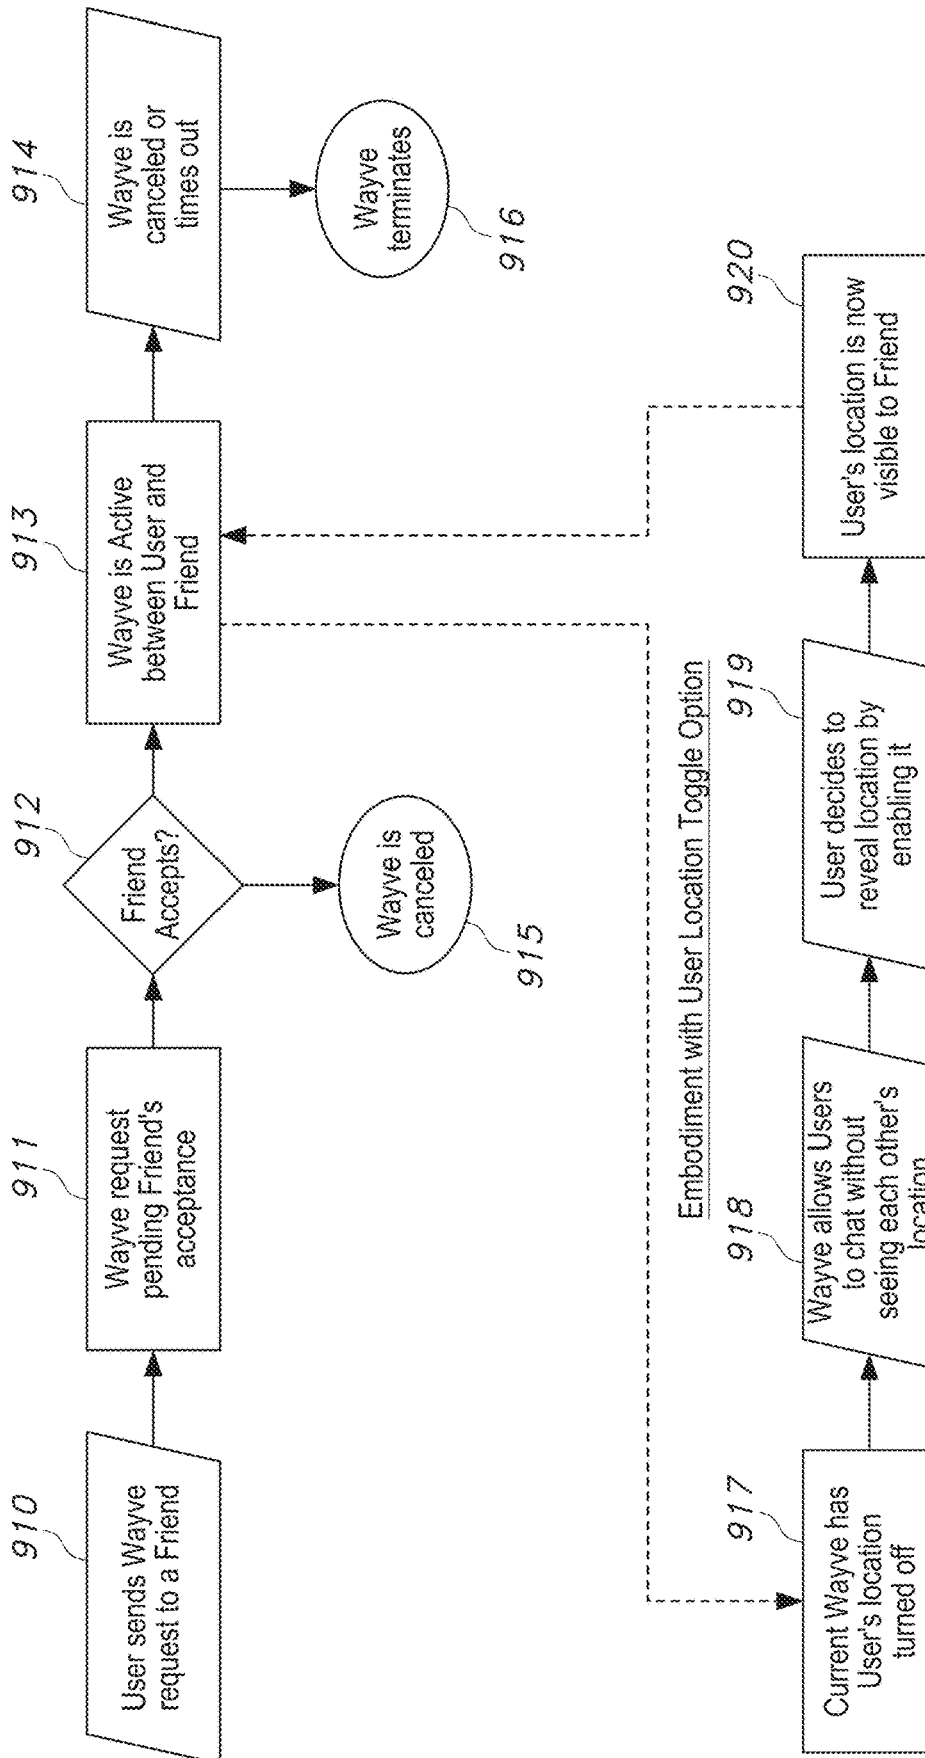 910
User sends Wayve
request to a Friend
911
Wayve request
pending Friend's
acceptance
912
Friend
Accepts?
913
Wayve is Active
between User and
Friend
914
Wayve is
canceled or
times out
Wayve is
canceled
915
Wayve
terminates
916
Embodiment with User Location Toggle Option
917
Current Wayve has
User's location
turned off
918
Wayve allows Users
to chat without
seeing each other's
location
919
User decides to
reveal location by
enabling it
920
User's location is now
visible to Friend